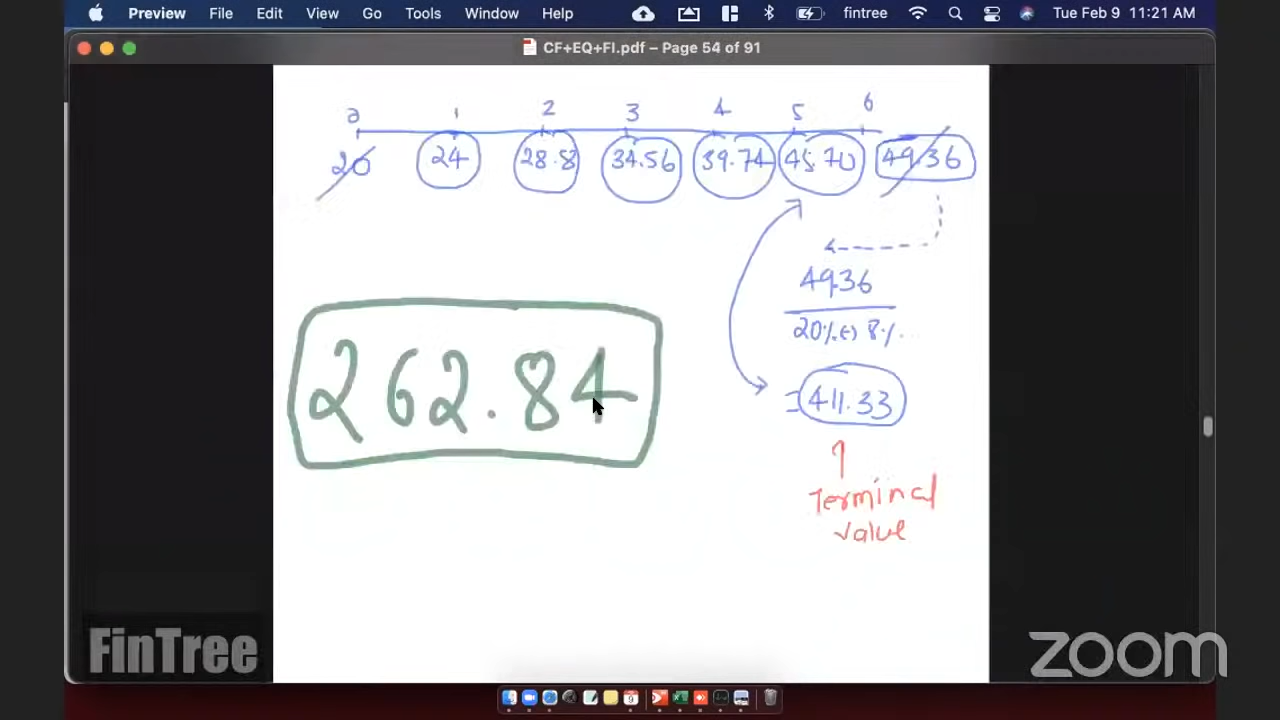 Preview File Edit View Go Tools Window Help fintree Tue Feb 9 11:21 AM
CF+EQ+FI.pdf – Page 54 of 91
0 1 2 3 4 5 6
20 24 28.8 34.56 39.74 45.70 49.36
49.36
20% (-) 8%
= 411.33
262.84
Terminal
value
FinTree
zoom